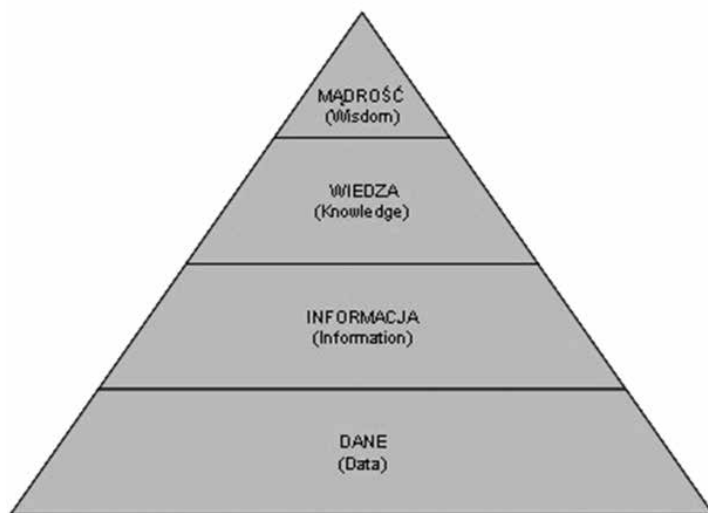 MĄDROŚĆ
(Wisdom)
WIEDZA
(Knowledge)
INFORMACJA
(Information)
DANE
(Data)